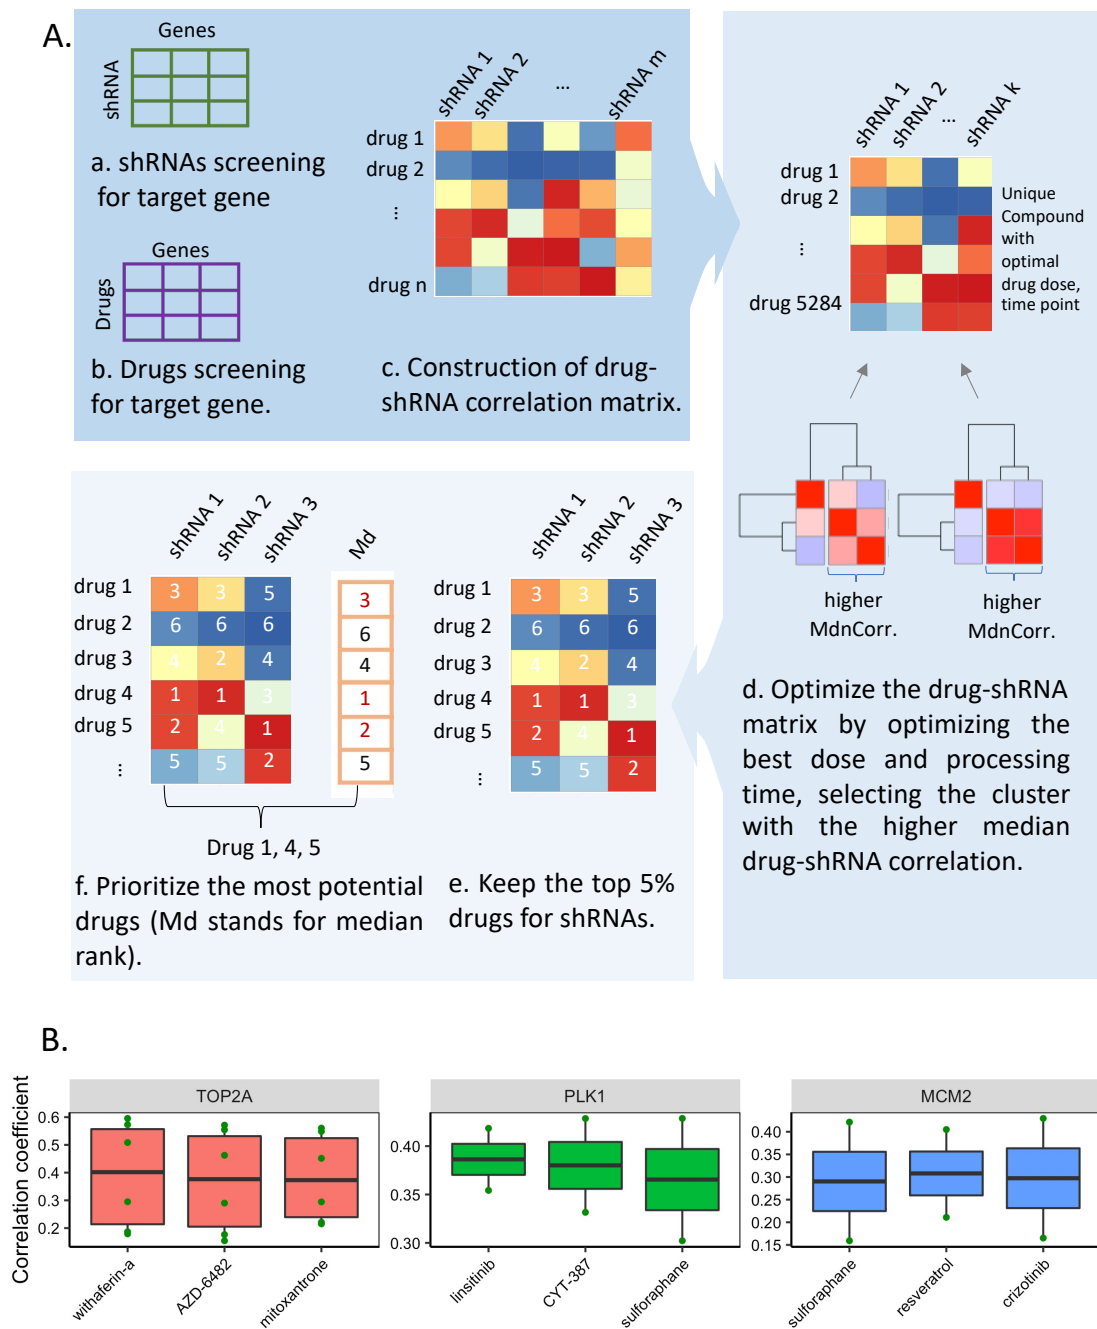 A.
Genes
shRNA
a. shRNAs screening
for target gene
Genes
Drugs
b. Drugs screening
for target gene.
shRNA 1
shRNA 2
...
shRNA m
drug 1
drug 2
...
drug n
c. Construction of drug-
shRNA correlation matrix.
shRNA 1
shRNA 2
...
shRNA k
drug 1
drug 2
...
drug 5284
Unique
Compound
with
optimal
drug dose,
time point
higher
MdnCorr.
higher
MdnCorr.
d. Optimize the drug-shRNA
matrix by optimizing the
best dose and processing
time, selecting the cluster
with the higher median
drug-shRNA correlation.
shRNA 1
shRNA 2
shRNA 3
drug 1 3 3 5
drug 2 6 6 6
drug 3 4 2 4
drug 4 1 1 3
drug 5 2 4 1
... 5 5 2
e. Keep the top 5%
drugs for shRNAs.
shRNA 1
shRNA 2
shRNA 3
Md
drug 1 3 3 5 3
drug 2 6 6 6 6
drug 3 4 2 4 4
drug 4 1 1 3 1
drug 5 2 4 1 2
... 5 5 2 5
Drug 1, 4, 5
f. Prioritize the most potential
drugs (Md stands for median
rank).
B.
Correlation coefficient
TOP2A
0.6
0.5
0.4
0.3
0.2
withaferin-a
AZD-6482
mitoxantrone
PLK1
0.40
0.35
0.30
linsitinib
CYT-387
sulforaphane
MCM2
0.40
0.35
0.30
0.25
0.20
0.15
sulforaphane
resveratrol
crizotinib